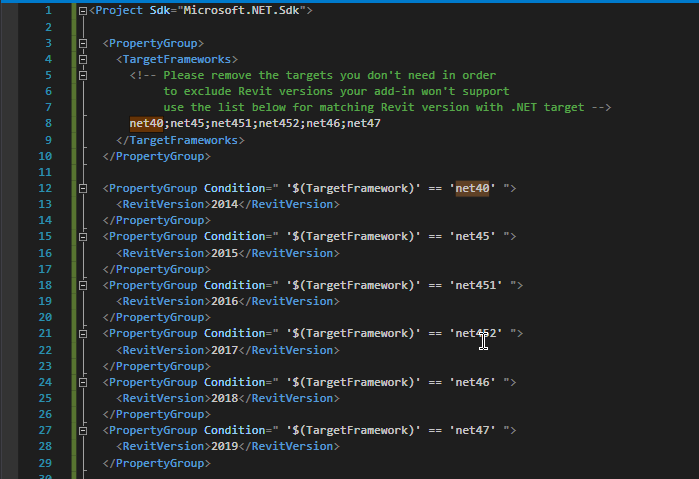 1 <Project Sdk="Microsoft.NET.Sdk">
2
3 <PropertyGroup>
4 <TargetFrameworks>
5 <!-- Please remove the targets you don't need in order
6 to exclude Revit versions your add-in won't support
7 use the list below for matching Revit version with .NET target -->
8 net40;net45;net451;net452;net46;net47
9 </TargetFrameworks>
10 </PropertyGroup>
11
12 <PropertyGroup Condition=" '$(TargetFramework)' == 'net40' ">
13 <RevitVersion>2014</RevitVersion>
14 </PropertyGroup>
15 <PropertyGroup Condition=" '$(TargetFramework)' == 'net45' ">
16 <RevitVersion>2015</RevitVersion>
17 </PropertyGroup>
18 <PropertyGroup Condition=" '$(TargetFramework)' == 'net451' ">
19 <RevitVersion>2016</RevitVersion>
20 </PropertyGroup>
21 <PropertyGroup Condition=" '$(TargetFramework)' == 'net452' ">
22 <RevitVersion>2017</RevitVersion>
23 </PropertyGroup>
24 <PropertyGroup Condition=" '$(TargetFramework)' == 'net46' ">
25 <RevitVersion>2018</RevitVersion>
26 </PropertyGroup>
27 <PropertyGroup Condition=" '$(TargetFramework)' == 'net47' ">
28 <RevitVersion>2019</RevitVersion>
29 </PropertyGroup>
30